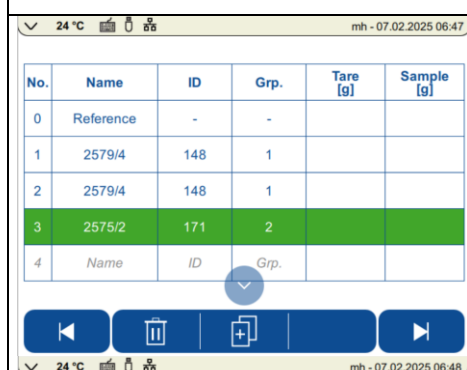 24 °C mh - 07.02.2025 06:47
No. Name ID Grp. Tare [g] Sample [g]
0 Reference - -
1 2579/4 148 1
2 2579/4 148 1
3 2575/2 171 2
4 Name ID Grp.
24 °C mh - 07.02.2025 06:48